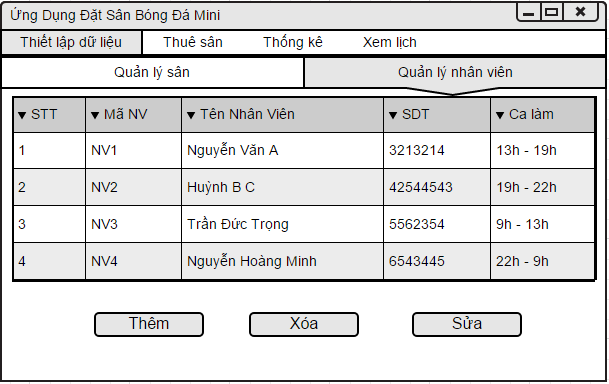 Ứng Dụng Đặt Sân Bóng Đá Mini
Thiết lập dữ liệu Thuê sân Thống kê Xem lịch
Quản lý sân Quản lý nhân viên
STT Mã NV Tên Nhân Viên SDT Ca làm
1 NV1 Nguyễn Văn A 3213214 13h - 19h
2 NV2 Huỳnh B C 42544543 19h - 22h
3 NV3 Trần Đức Trọng 5562354 9h - 13h
4 NV4 Nguyễn Hoàng Minh 6543445 22h - 9h
Thêm Xóa Sửa